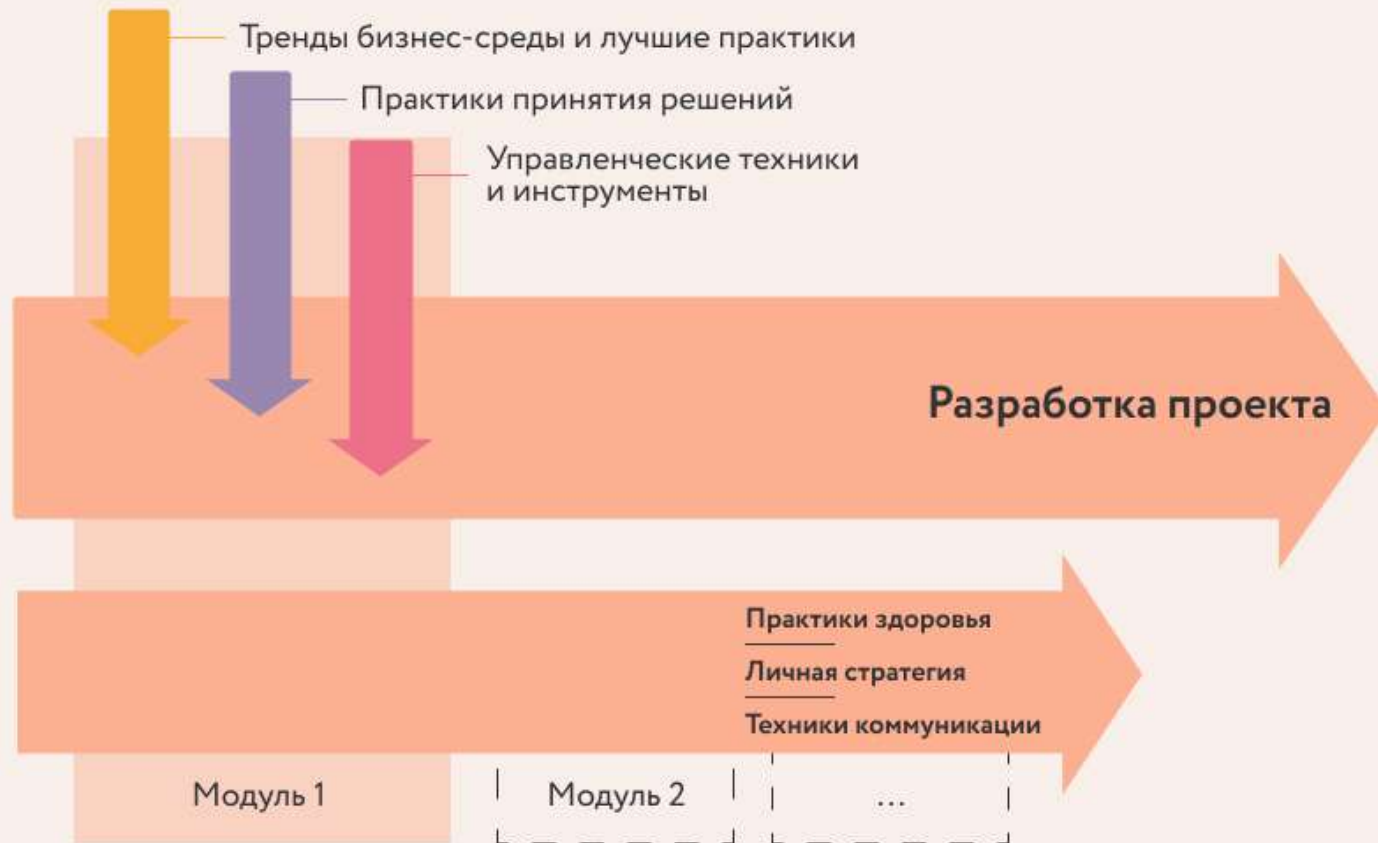 Тренды бизнес-среды и лучшие практики
Практики принятия решений
Управленческие техники
и инструменты
Разработка проекта
Практики здоровья
Личная стратегия
Техники коммуникации
Модуль 1
Модуль 2
...